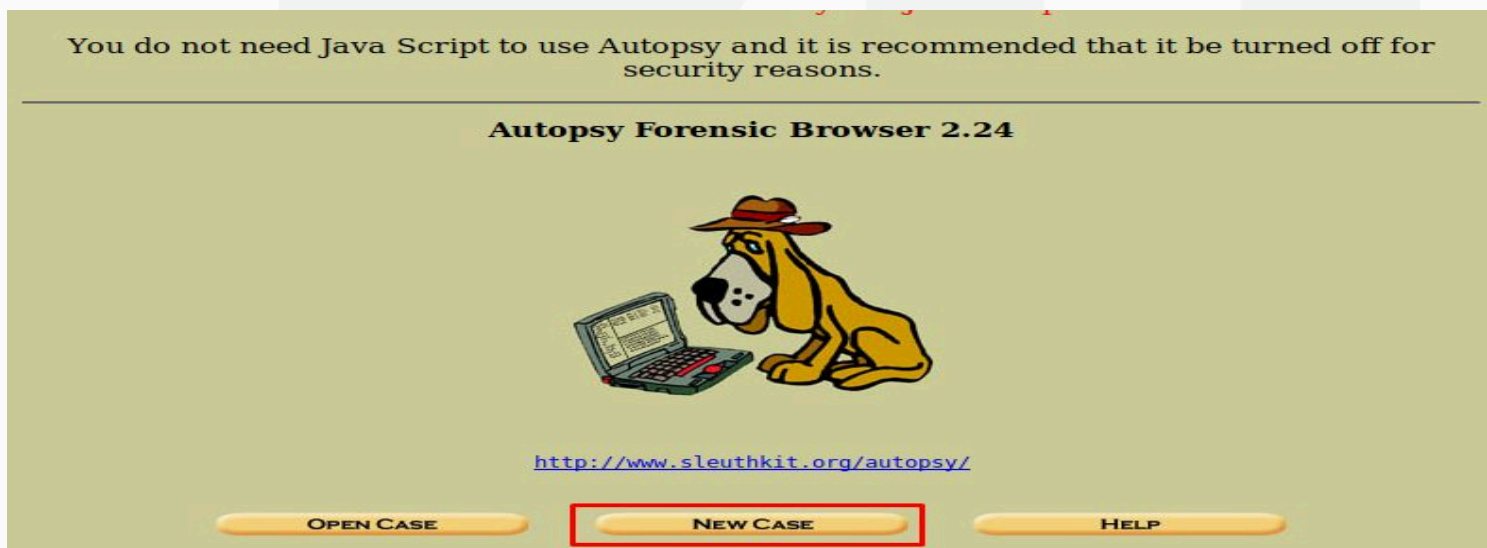 You do not need Java Script to use Autopsy and it is recommended that it be turned off for
security reasons.
Autopsy Forensic Browser 2.24
http://www.sleuthkit.org/autopsy/
OPEN CASE
NEW CASE
HELP